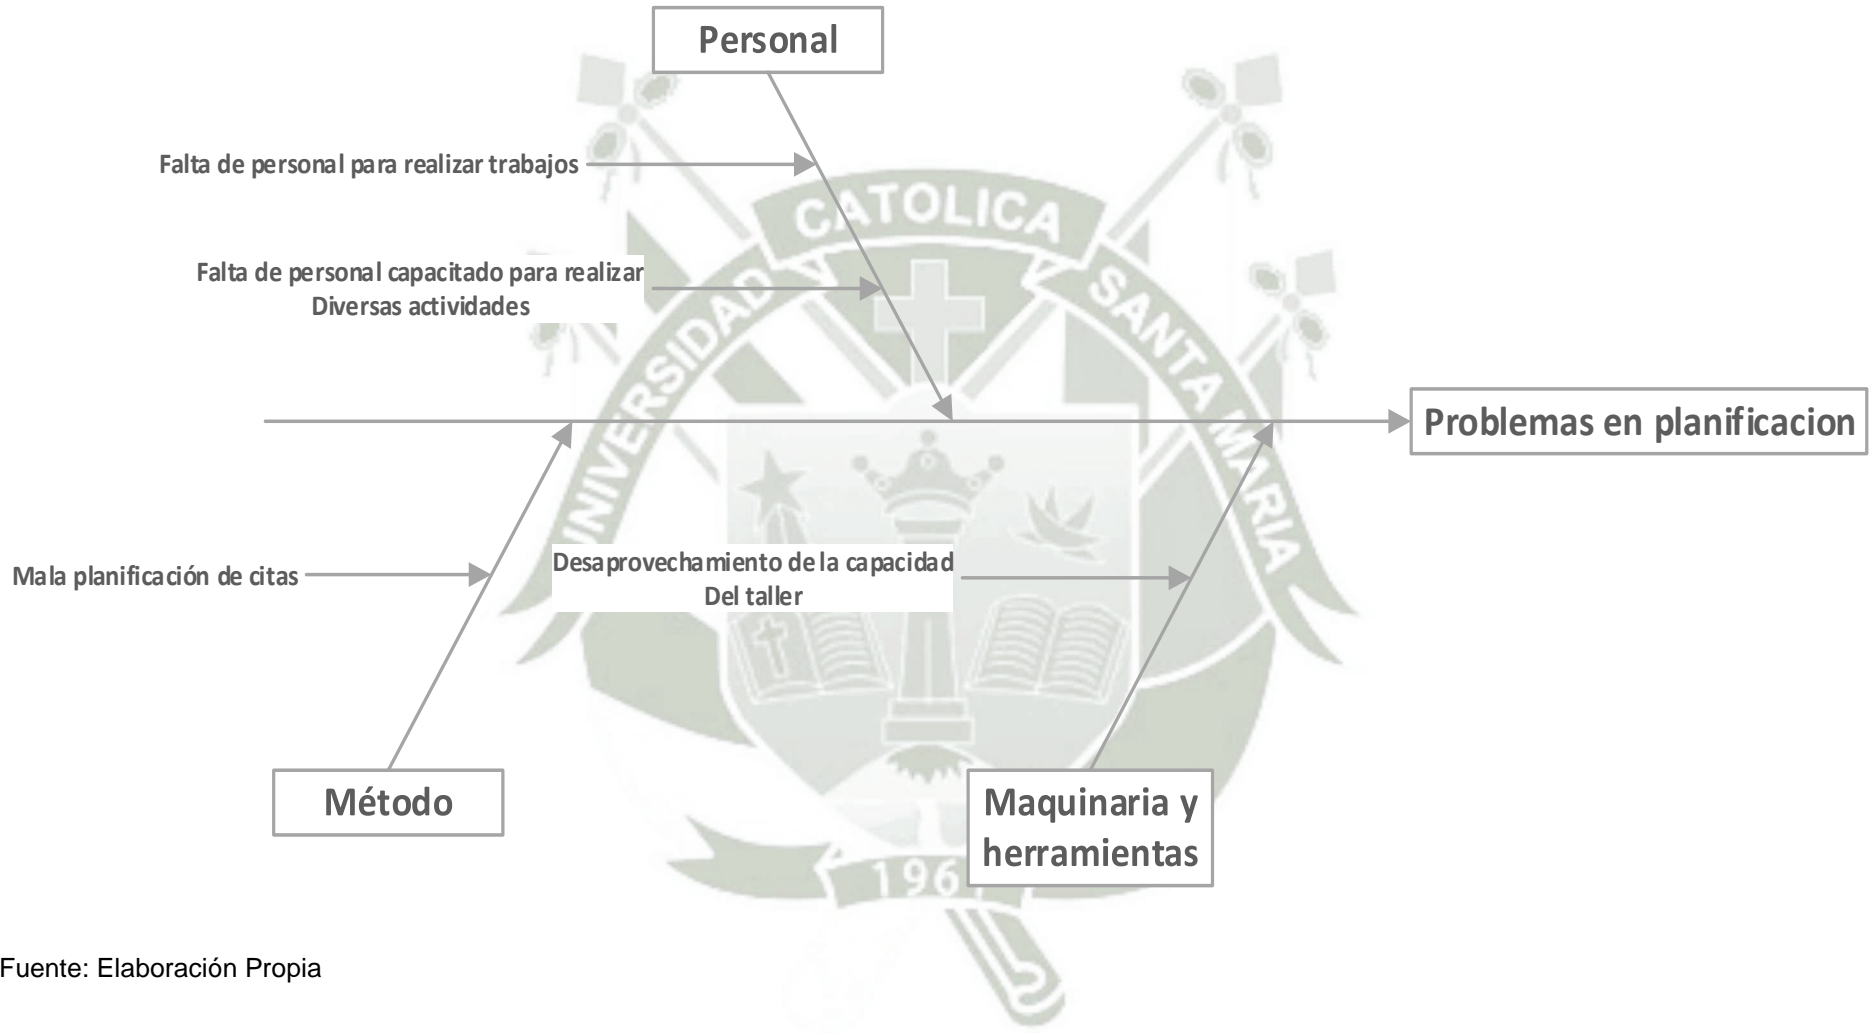 Personal
Falta de personal para realizar trabajos
Falta de personal capacitado para realizar
Diversas actividades
Problemas en planificacion
Mala planificación de citas
Desaprovechamiento de la capacidad
Del taller
Método
Maquinaria y
herramientas
UNIVERSIDAD CATOLICA SANTA MARIA
196
Fuente: Elaboración Propia